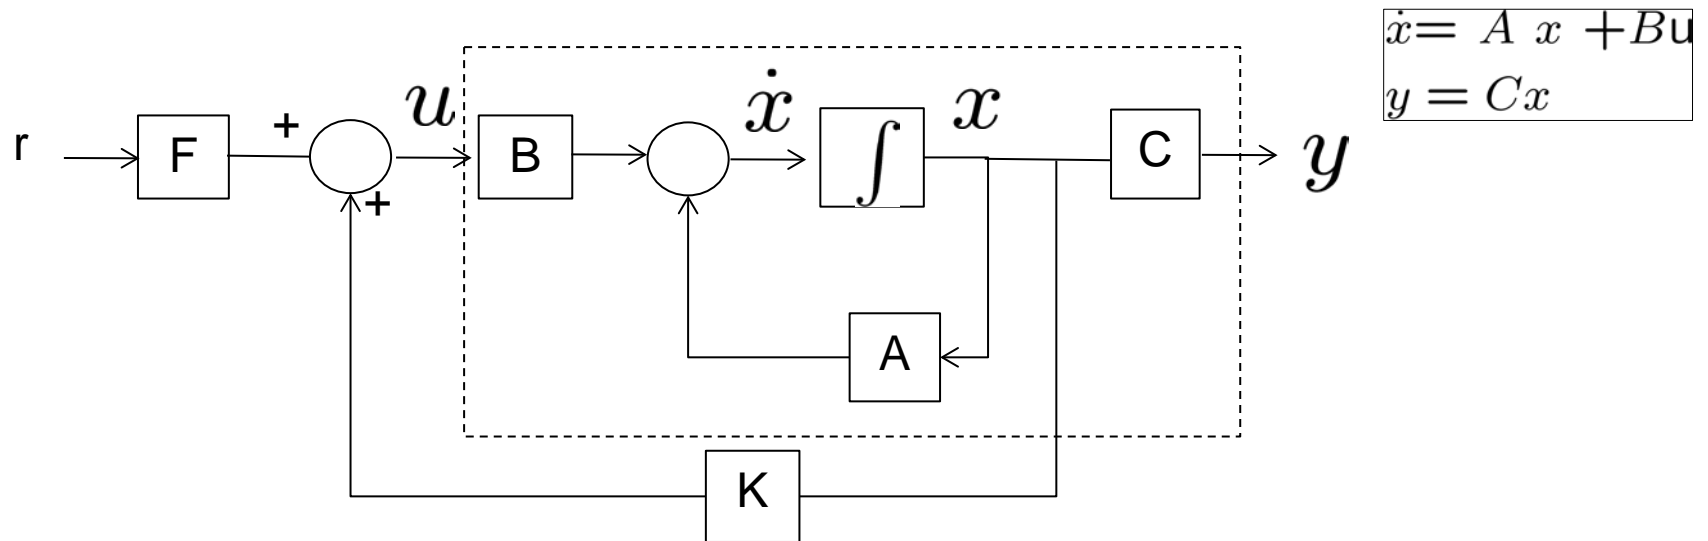 ẋ= A x +Bu
y = Cx
r
F
+
+
u
B
ẋ
∫
x
C
y
A
K